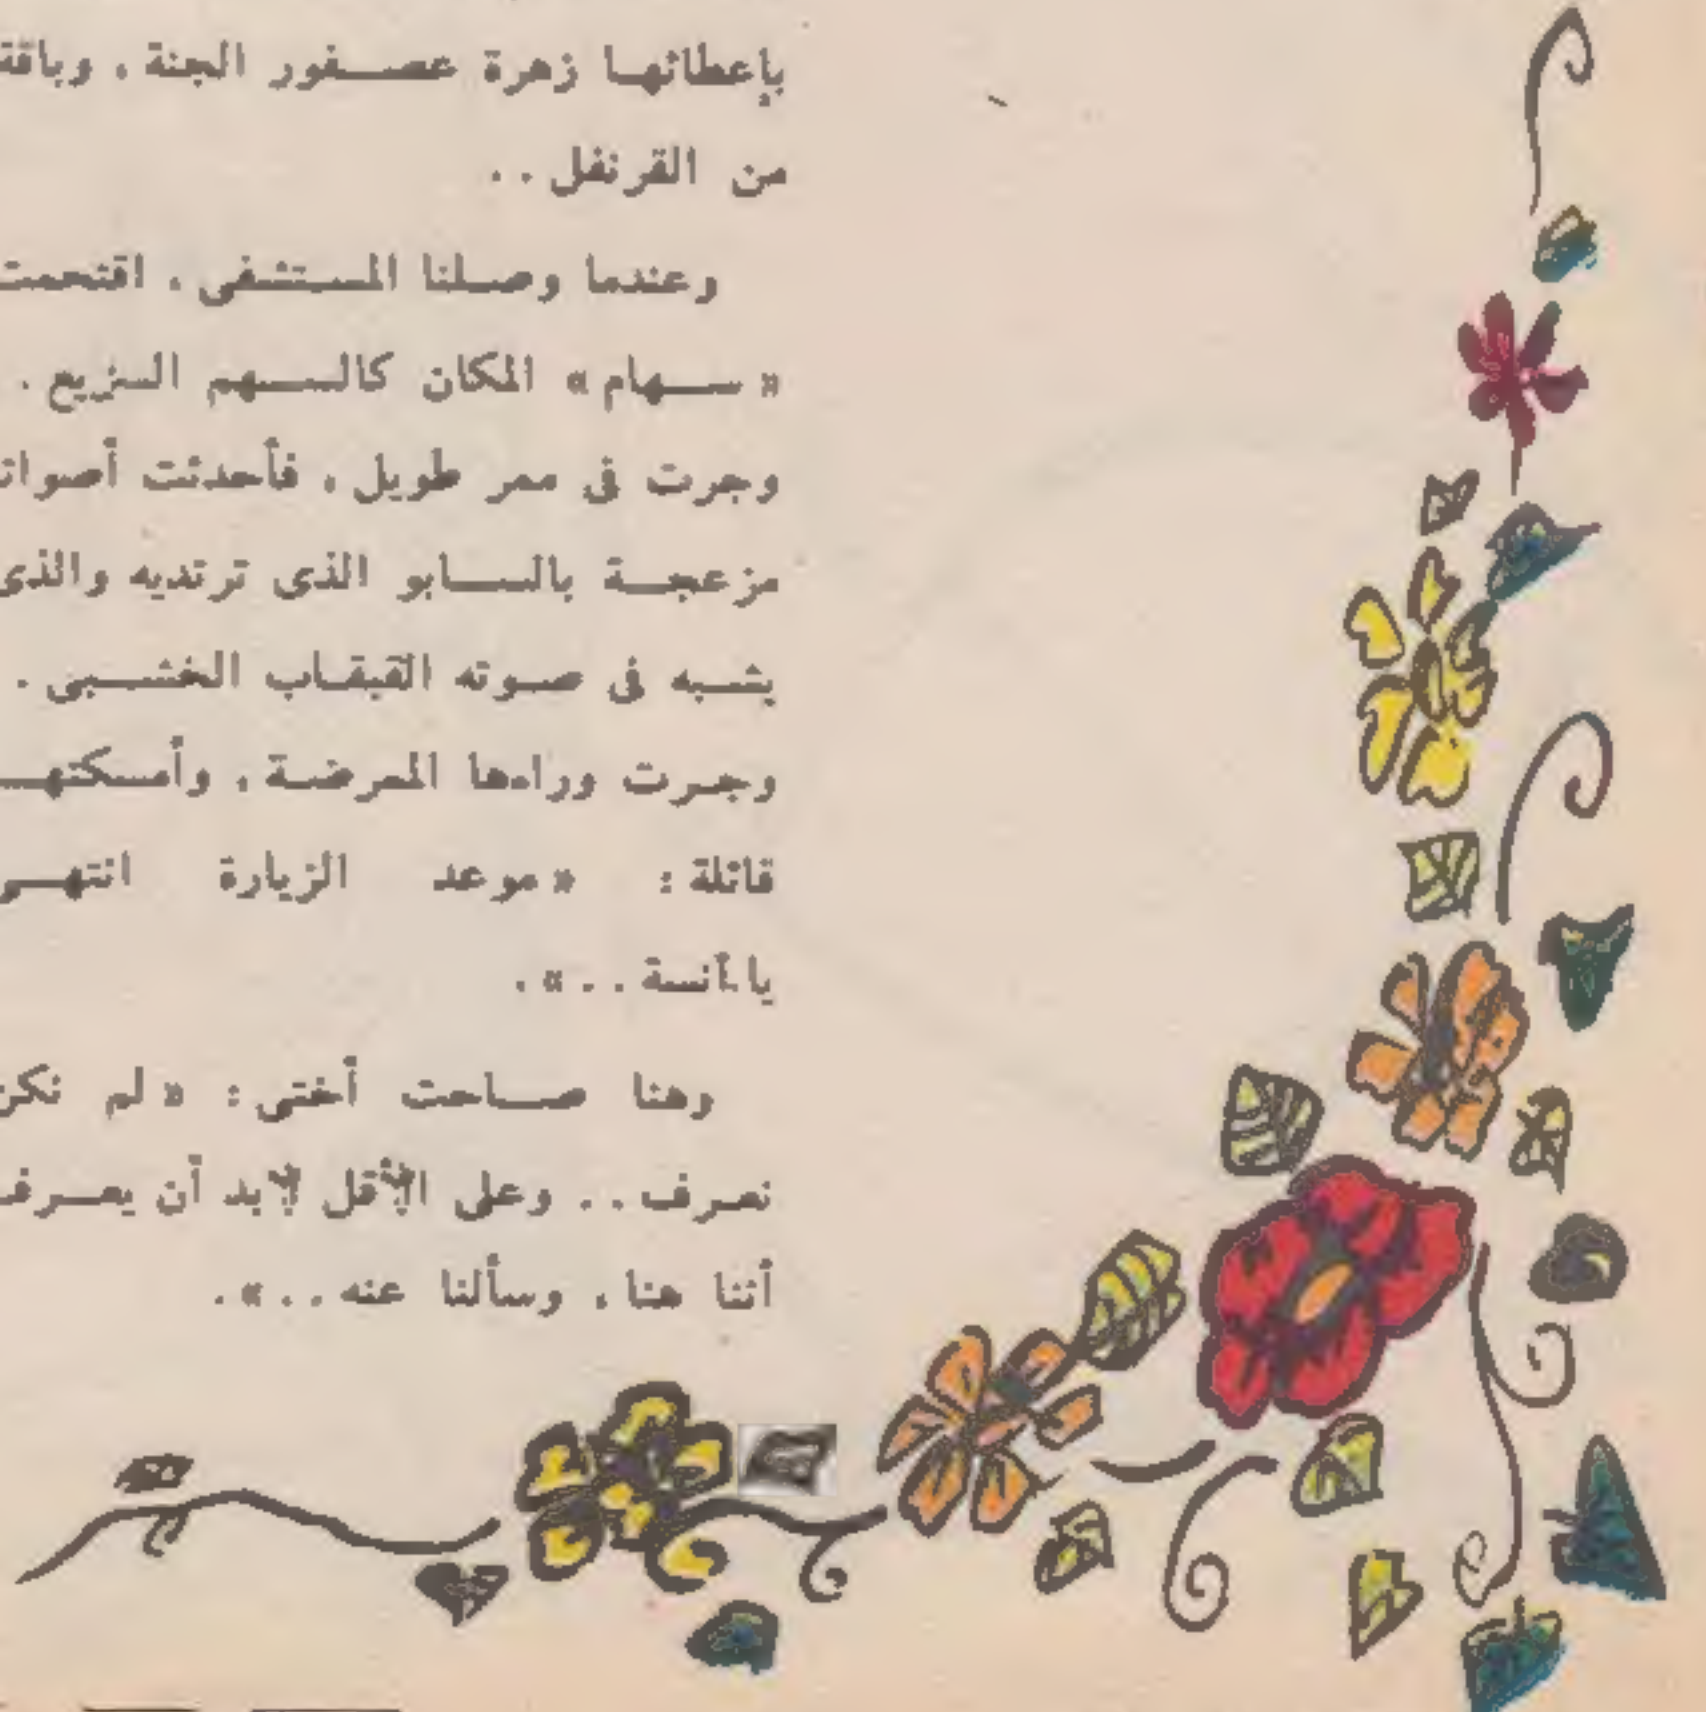 بإعطائها زهرة عصفور الجنة، وباقة
من القرنفل..
وعندما وصلنا المستشفى، اقتحمت
«سهام» المكان كالسهم السريع.
وجرت فى ممر طويل، فأحدثت أصوات
مزعجة بالسابو الذى ترتديه والذى
يشبه فى صوته القبقاب الخشبى.
وجرت وراءها الممرضة، وأمسكتهـ
قائلة: «موعد الزيارة انتهى
يا آنسة..».
وهنا صاحت أختى: «لم نكن
نعرف.. وعلى الأقل لابد أن يعرف
أننا هنا، وسألنا عنه..».